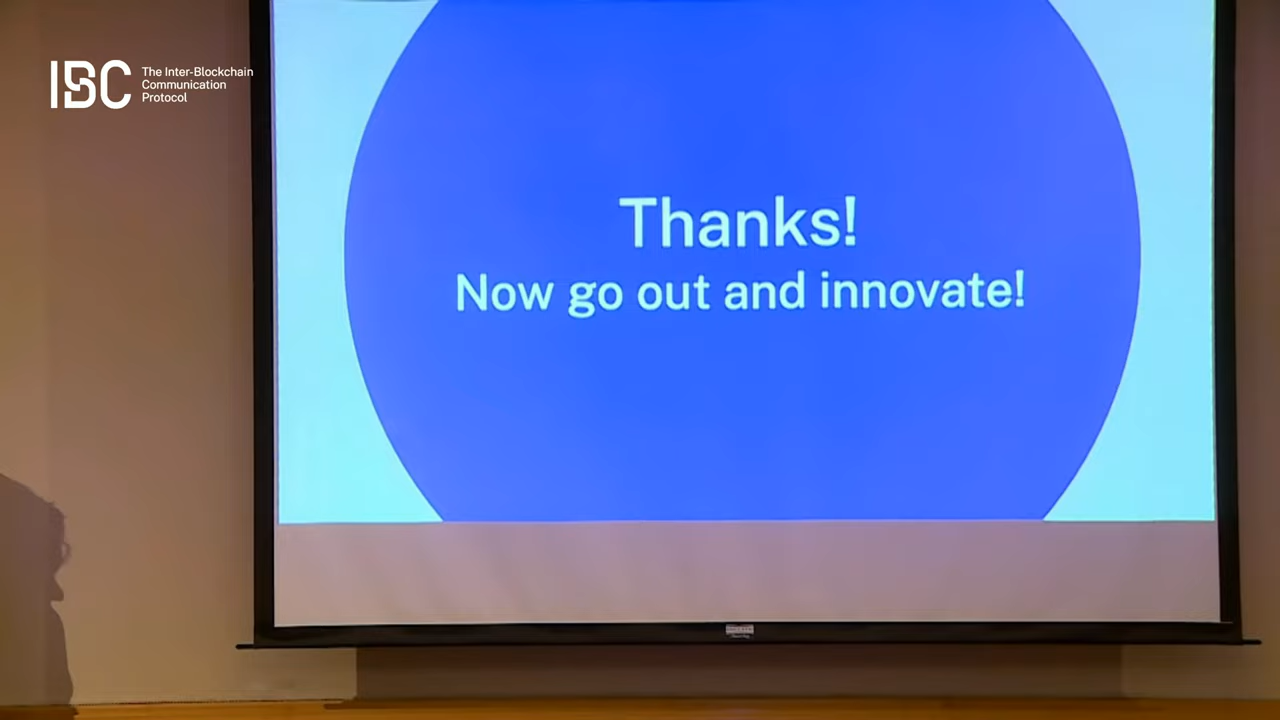 IBC
The Inter-Blockchain
Communication
Protocol
Thanks!
Now go out and innovate!